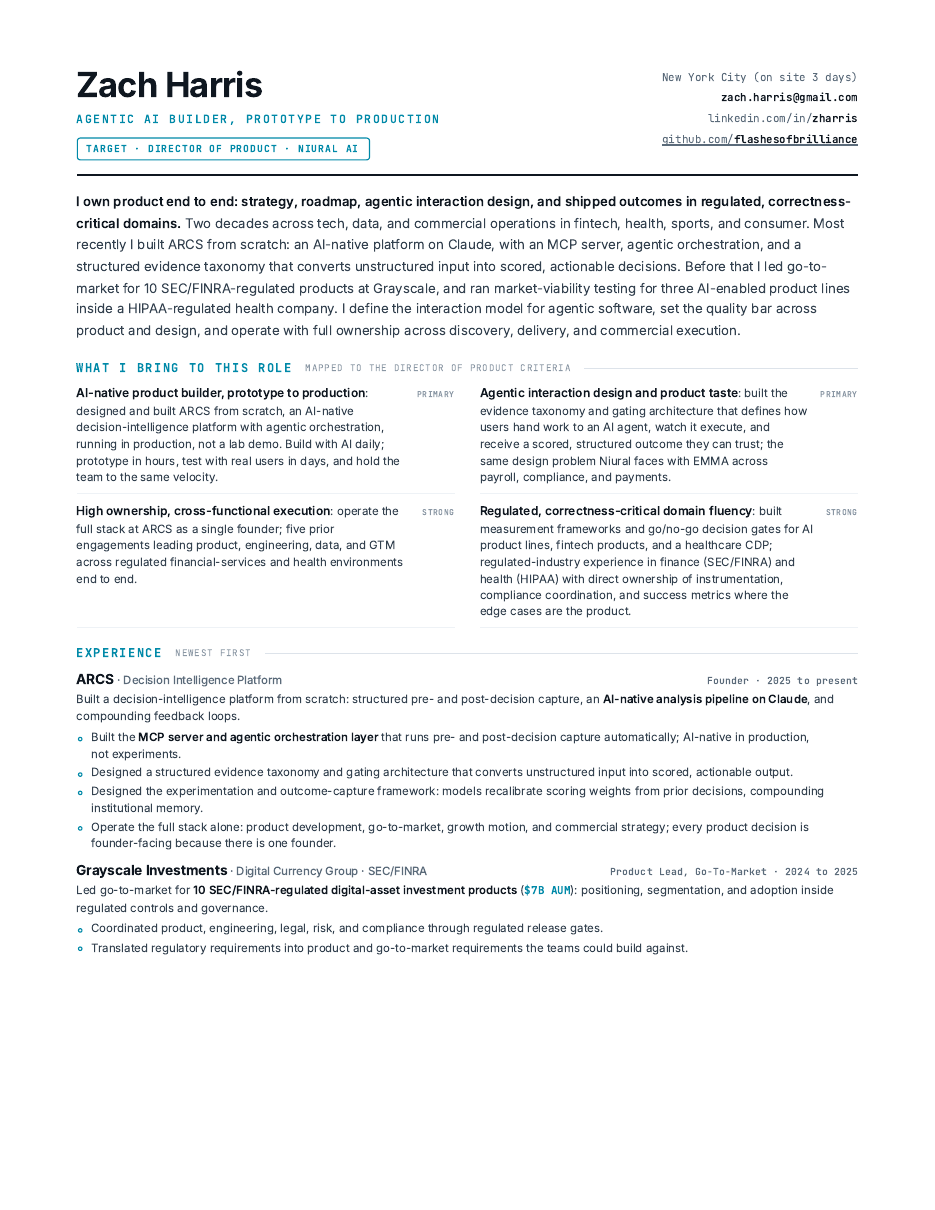 Zach Harris
AGENTIC AI BUILDER, PROTOTYPE TO PRODUCTION
TARGET · DIRECTOR OF PRODUCT · NIURAL AI
New York City (on site 3 days)
zach.harris@gmail.com
linkedin.com/in/zharris
github.com/flashesofbrilliance
I own product end to end: strategy, roadmap, agentic interaction design, and shipped outcomes in regulated, correctness-
critical domains. Two decades across tech, data, and commercial operations in fintech, health, sports, and consumer. Most
recently I built ARCS from scratch: an AI-native platform on Claude, with an MCP server, agentic orchestration, and a
structured evidence taxonomy that converts unstructured input into scored, actionable decisions. Before that I led go-to-
market for 10 SEC/FINRA-regulated products at Grayscale, and ran market-viability testing for three AI-enabled product lines
inside a HIPAA-regulated health company. I define the interaction model for agentic software, set the quality bar across
product and design, and operate with full ownership across discovery, delivery, and commercial execution.
WHAT I BRING TO THIS ROLE MAPPED TO THE DIRECTOR OF PRODUCT CRITERIA
AI-native product builder, prototype to production: PRIMARY
designed and built ARCS from scratch, an AI-native
decision-intelligence platform with agentic orchestration,
running in production, not a lab demo. Build with AI daily;
prototype in hours, test with real users in days, and hold the
team to the same velocity.
Agentic interaction design and product taste: built the PRIMARY
evidence taxonomy and gating architecture that defines how
users hand work to an AI agent, watch it execute, and
receive a scored, structured outcome they can trust; the
same design problem Niural faces with EMMA across
payroll, compliance, and payments.
High ownership, cross-functional execution: operate the STRONG
full stack at ARCS as a single founder; five prior
engagements leading product, engineering, data, and GTM
across regulated financial-services and health environments
end to end.
Regulated, correctness-critical domain fluency: built STRONG
measurement frameworks and go/no-go decision gates for AI
product lines, fintech products, and a healthcare CDP;
regulated-industry experience in finance (SEC/FINRA) and
health (HIPAA) with direct ownership of instrumentation,
compliance coordination, and success metrics where the
edge cases are the product.
EXPERIENCE NEWEST FIRST
ARCS · Decision Intelligence Platform Founder · 2025 to present
Built a decision-intelligence platform from scratch: structured pre- and post-decision capture, an AI-native analysis pipeline on Claude, and
compounding feedback loops.
Built the MCP server and agentic orchestration layer that runs pre- and post-decision capture automatically; AI-native in production,
not experiments.
Designed a structured evidence taxonomy and gating architecture that converts unstructured input into scored, actionable output.
Designed the experimentation and outcome-capture framework: models recalibrate scoring weights from prior decisions, compounding
institutional memory.
Operate the full stack alone: product development, go-to-market, growth motion, and commercial strategy; every product decision is
founder-facing because there is one founder.
Grayscale Investments · Digital Currency Group · SEC/FINRA Product Lead, Go-To-Market · 2024 to 2025
Led go-to-market for 10 SEC/FINRA-regulated digital-asset investment products ($7B AUM): positioning, segmentation, and adoption inside
regulated controls and governance.
Coordinated product, engineering, legal, risk, and compliance through regulated release gates.
Translated regulatory requirements into product and go-to-market requirements the teams could build against.